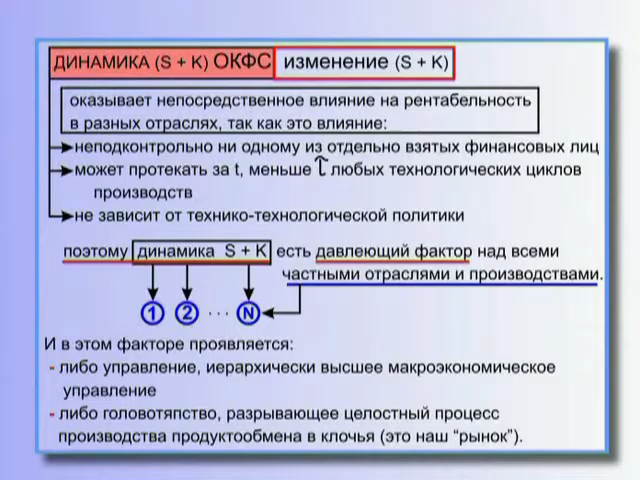 ДИНАМИКА (S + K) ОКФС изменение (S + K)
оказывает непосредственное влияние на рентабельность
в разных отраслях, так как это влияние:
неподконтрольно ни одному из отдельно взятых финансовых лиц
может протекать за t, меньше τ̂ любых технологических циклов
производств
не зависит от технико-технологической политики
поэтому динамика S + K есть давлеющий фактор над всеми
частными отраслями и производствами.
1 2 ··· N
И в этом факторе проявляется:
- либо управление, иерархически высшее макроэкономическое
управление
- либо головотяпство, разрывающее целостный процесс
производства продуктообмена в клочья (это наш “рынок”).